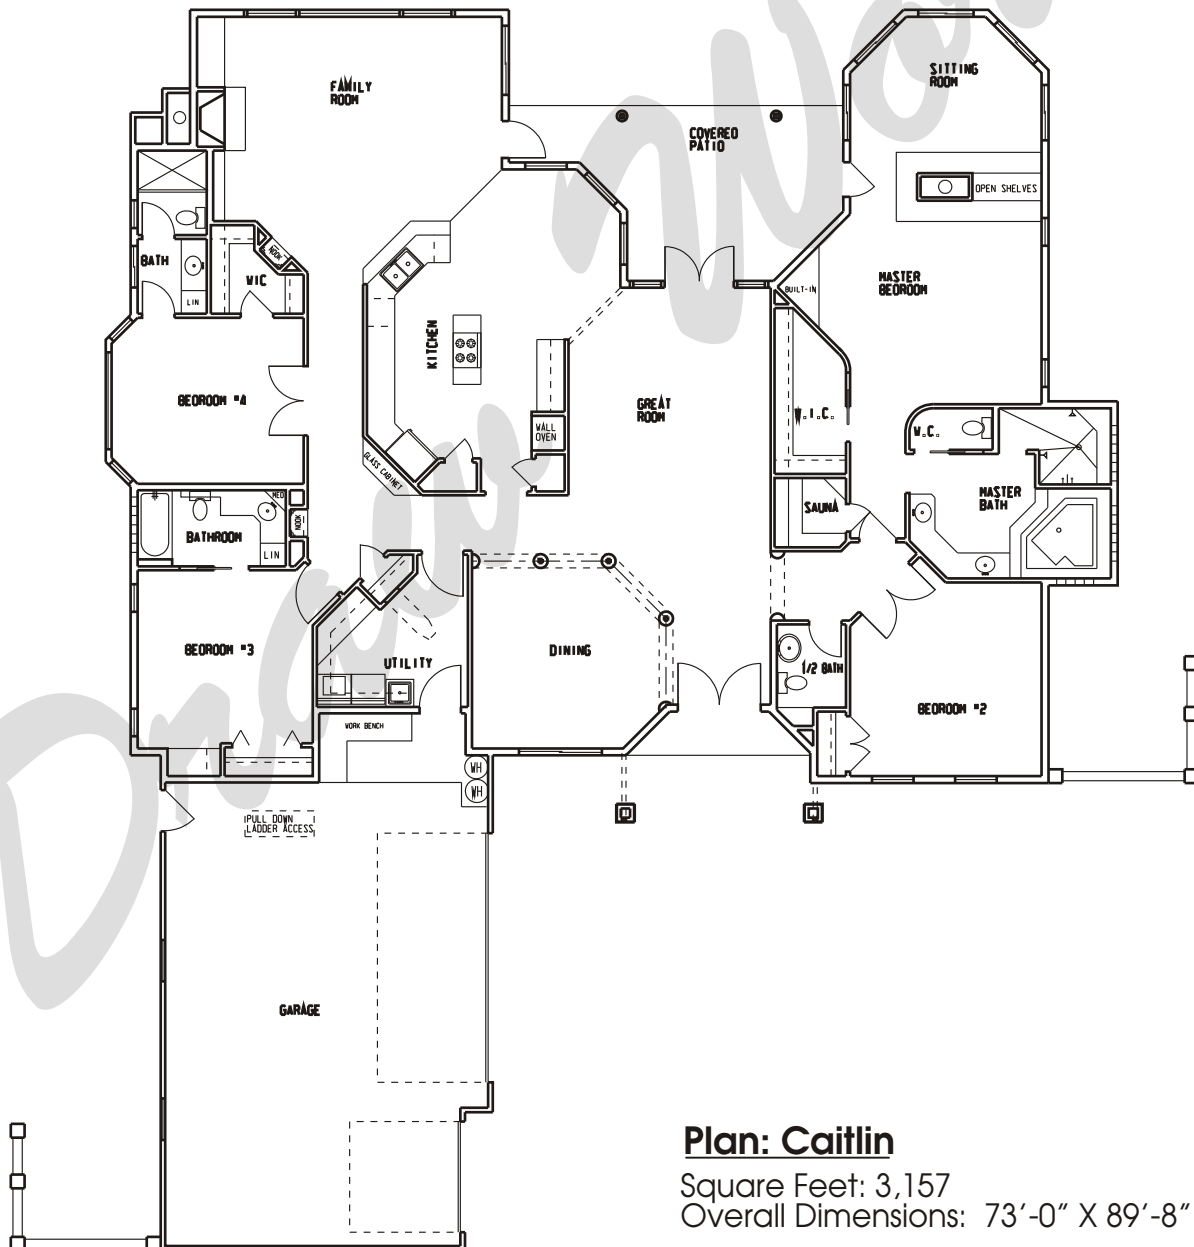 FAMILY
ROOM
SITTING
ROOM
COVERED
PATIO
OPEN SHELVES
NOOK
BATH
WIC
LIN
MASTER
BEDROOM
BUILT-IN
KITCHEN
BEDROOM #4
GREAT
ROOM
W.I.C.
W.C.
WALL
OVEN
GLASS CABINET
MED
NOOK
BATHROOM
LIN
SAUNA
MASTER
BATH
BEDROOM #3
UTILITY
DINING
1/2 BATH
BEDROOM #2
WORK BENCH
WH
WH
PULL DOWN
LADDER ACCESS
GARAGE
Plan: Caitlin
Square Feet: 3,157
Overall Dimensions: 73'-0" X 89'-8"